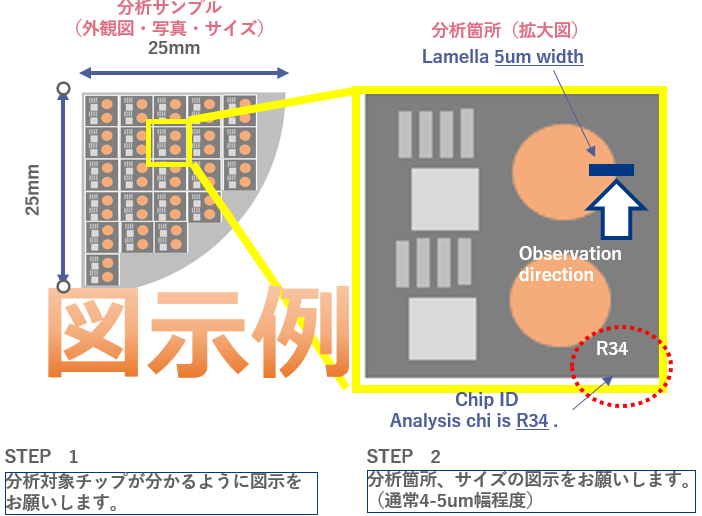 分析サンプル
（外観図・写真・サイズ）
25mm
25mm
図示例
分析箇所（拡大図）
Lamella 5um width
Observation
direction
R34
Chip ID
Analysis chi is R34 .
STEP　1
分析対象チップが分かるように図示を
お願いします。
STEP　2
分析箇所、サイズの図示をお願いします。
（通常4-5um幅程度）